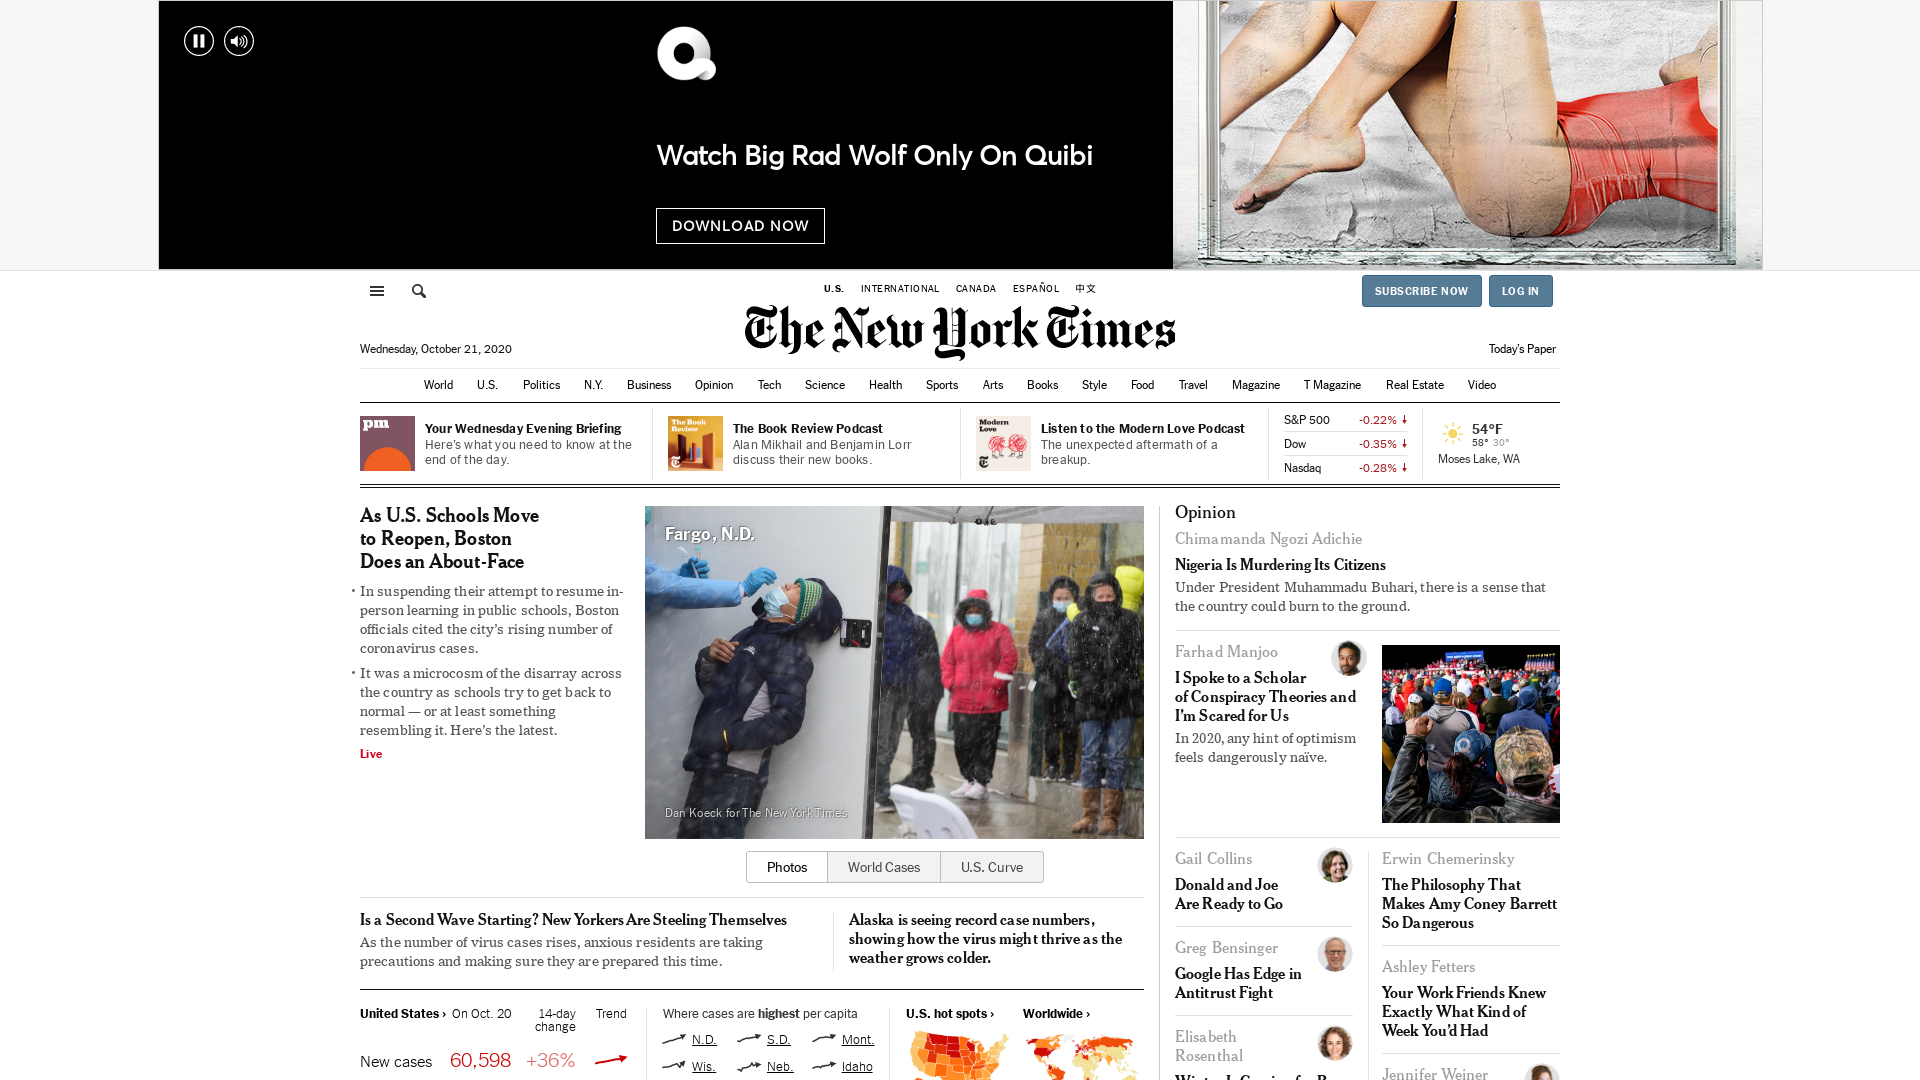 Watch Big Rad Wolf Only On Quibi
DOWNLOAD NOW
U.S. INTERNATIONAL CANADA ESPAÑOL 中文
SUBSCRIBE NOW LOG IN
The New York Times
Wednesday, October 21, 2020
Today's Paper
World U.S. Politics N.Y. Business Opinion Tech Science Health Sports Arts Books Style Food Travel Magazine T Magazine Real Estate Video
pm
Your Wednesday Evening Briefing
Here's what you need to know at the
end of the day.
The Book
Review
The Book Review Podcast
Alan Mikhail and Benjamin Lorr
discuss their new books.
Modern
Love
Listen to the Modern Love Podcast
The unexpected aftermath of a
breakup.
S&P 500 -0.22%
Dow -0.35%
Nasdaq -0.28%
54°F
58° 30°
Moses Lake, WA
As U.S. Schools Move
to Reopen, Boston
Does an About-Face
• In suspending their attempt to resume in-
person learning in public schools, Boston
officials cited the city's rising number of
coronavirus cases.
• It was a microcosm of the disarray across
the country as schools try to get back to
normal — or at least something
resembling it. Here's the latest.
Live
Fargo, N.D.
Dan Koeck for The New York Times
Photos World Cases U.S. Curve
Is a Second Wave Starting? New Yorkers Are Steeling Themselves
As the number of virus cases rises, anxious residents are taking
precautions and making sure they are prepared this time.
Alaska is seeing record case numbers,
showing how the virus might thrive as the
weather grows colder.
United States › On Oct. 20 14-day
change Trend
New cases 60,598 +36%
Where cases are highest per capita
N.D. S.D. Mont.
Wis. Neb. Idaho
U.S. hot spots › Worldwide ›
Opinion
Chimamanda Ngozi Adichie
Nigeria Is Murdering Its Citizens
Under President Muhammadu Buhari, there is a sense that
the country could burn to the ground.
Farhad Manjoo
I Spoke to a Scholar
of Conspiracy Theories and
I'm Scared for Us
In 2020, any hint of optimism
feels dangerously naïve.
Gail Collins
Donald and Joe
Are Ready to Go
Greg Bensinger
Google Has Edge in
Antitrust Fight
Elisabeth
Rosenthal
Erwin Chemerinsky
The Philosophy That
Makes Amy Coney Barrett
So Dangerous
Ashley Fetters
Your Work Friends Knew
Exactly What Kind of
Week You'd Had
Jennifer Weiner